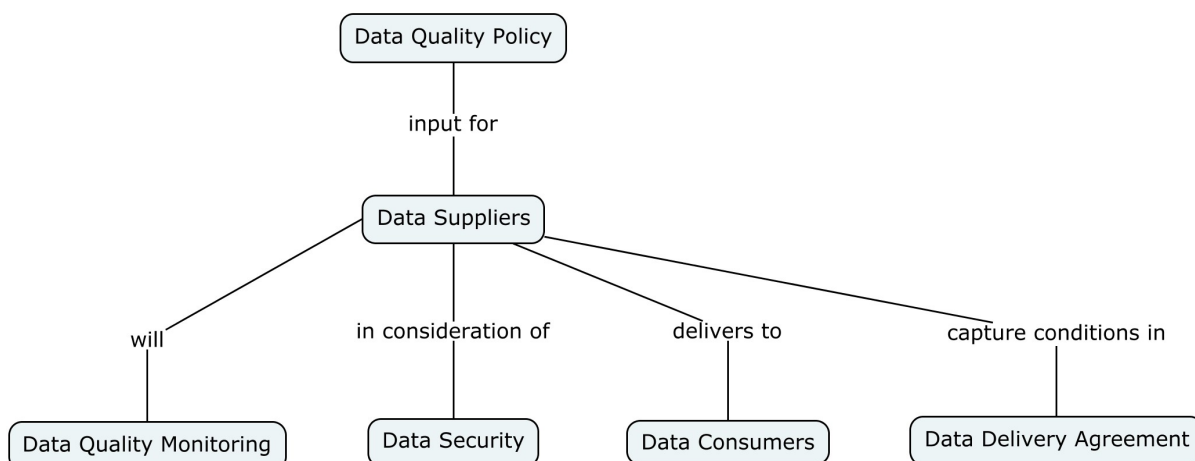 Data Quality Policy
input for
Data Suppliers
will
in consideration of
delivers to
capture conditions in
Data Quality Monitoring
Data Security
Data Consumers
Data Delivery Agreement